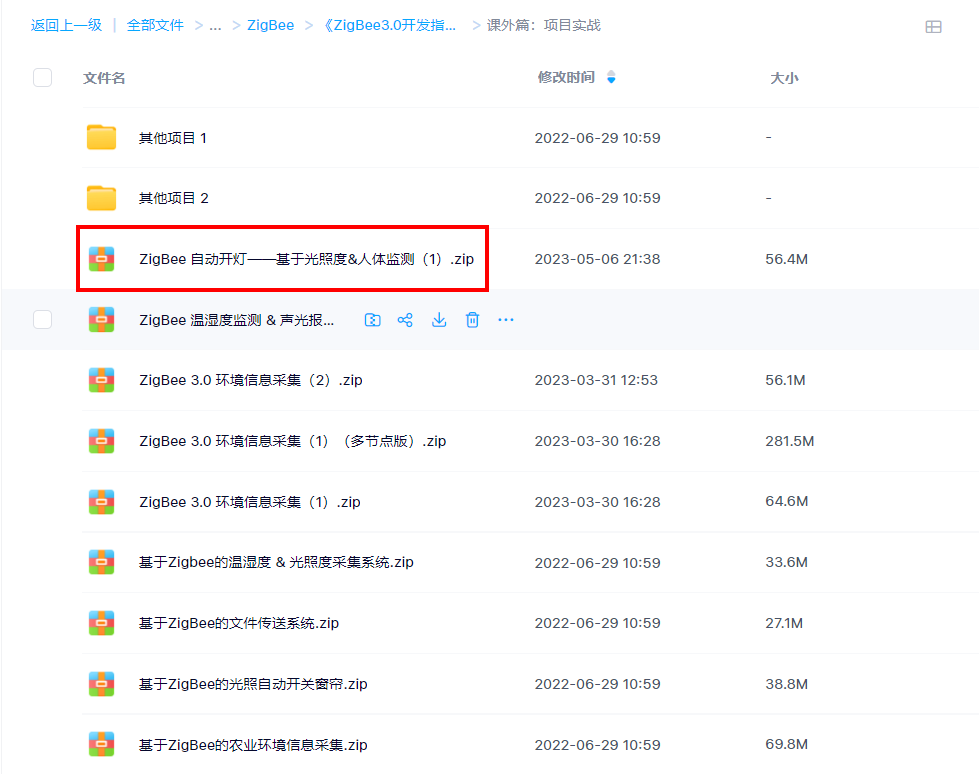 返回上一级 | 全部文件 > ... > ZigBee > 《ZigBee3.0开发指... > 课外篇：项目实战
文件名 修改时间 大小
其他项目 1 2022-06-29 10:59 -
其他项目 2 2022-06-29 10:59 -
ZigBee 自动开灯——基于光照度&人体监测（1）.zip 2023-05-06 21:38 56.4M
ZigBee 温湿度监测 & 声光报... ···
ZigBee 3.0 环境信息采集（2）.zip 2023-03-31 12:53 56.1M
ZigBee 3.0 环境信息采集（1）（多节点版）.zip 2023-03-30 16:28 281.5M
ZigBee 3.0 环境信息采集（1）.zip 2023-03-30 16:28 64.6M
基于Zigbee的温湿度 & 光照度采集系统.zip 2022-06-29 10:59 33.6M
基于ZigBee的文件传送系统.zip 2022-06-29 10:59 27.1M
基于ZigBee的光照自动开关窗帘.zip 2022-06-29 10:59 38.8M
基于ZigBee的农业环境信息采集.zip 2022-06-29 10:59 69.8M